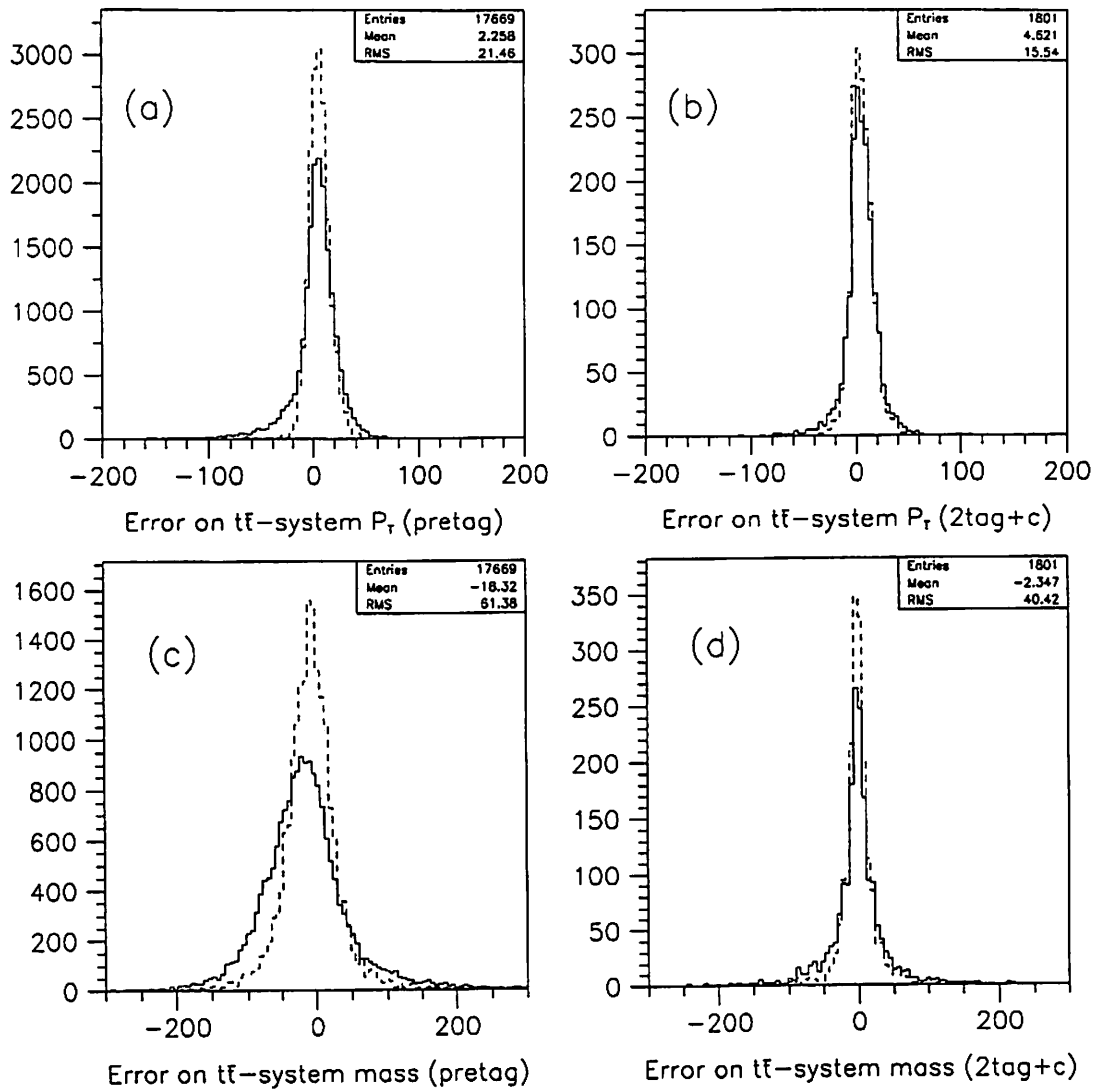 Entries 17669
Mean 2.258
RMS 21.46
3000
2500
2000
1500
1000
500
0
(a)
-200 -100 0 100 200
Error on tt̄-system P_T (pretag)
Entries 1801
Mean 4.621
RMS 15.54
300
250
200
150
100
50
0
(b)
-200 -100 0 100 200
Error on tt̄-system P_T (2tag+c)
Entries 17669
Mean -18.32
RMS 61.38
1600
1400
1200
1000
800
600
400
200
0
(c)
-200 0 200
Error on tt̄-system mass (pretag)
Entries 1801
Mean -2.347
RMS 40.42
350
300
250
200
150
100
50
0
(d)
-200 0 200
Error on tt̄-system mass (2tag+c)